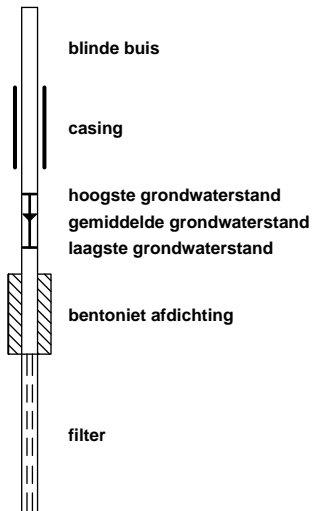 blinde buis
casing
hoogste grondwaterstand
gemiddelde grondwaterstand
laagste grondwaterstand
bentoniet afdichting
filter